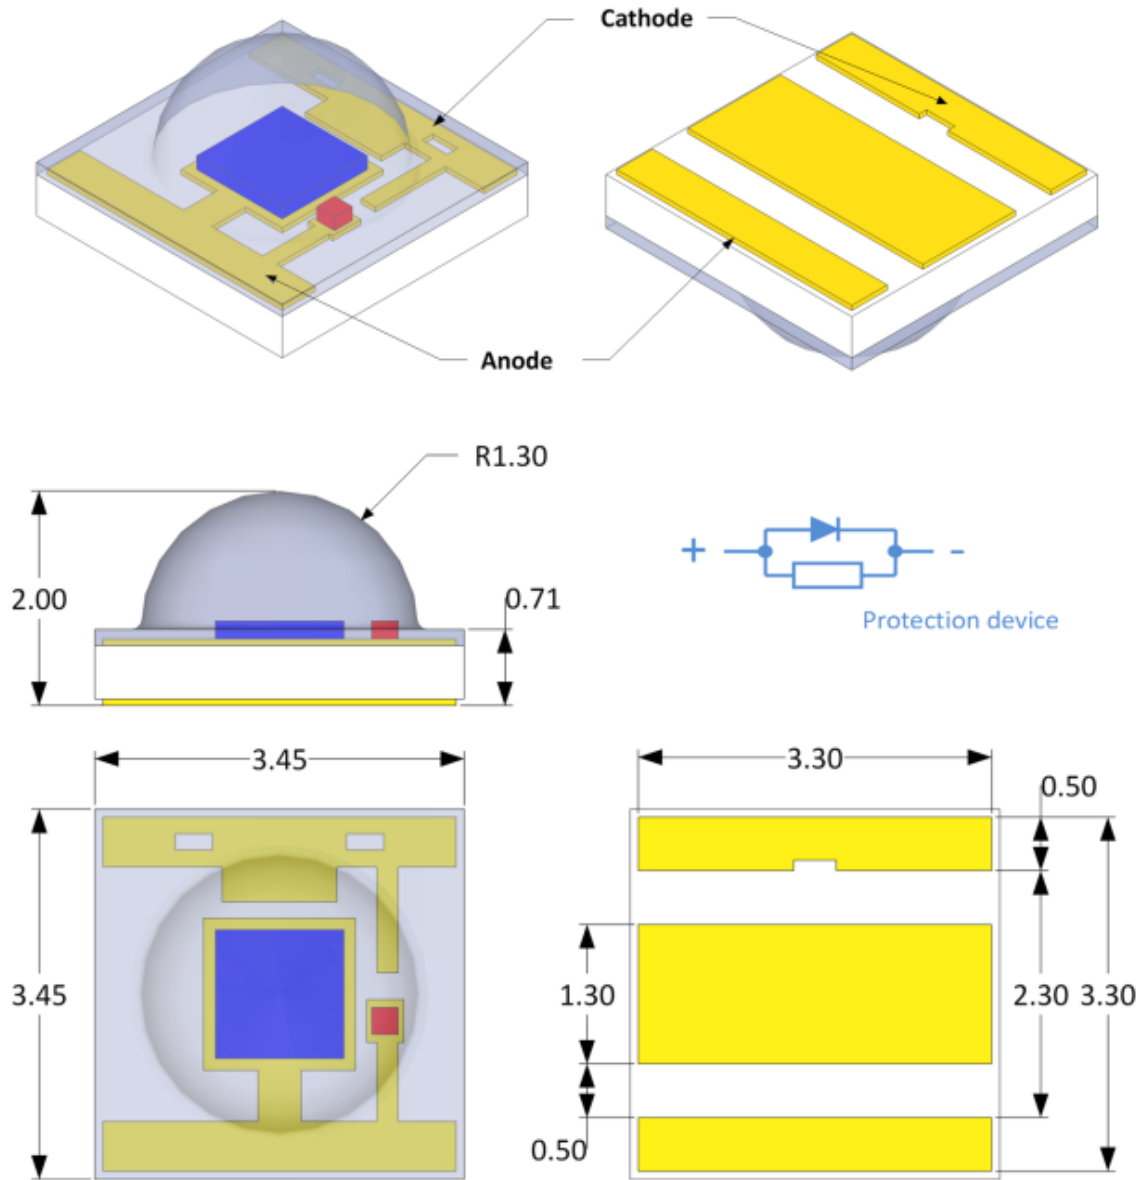 Cathode
Anode
R1.30
2.00
0.71
+ -
Protection device
3.45
3.30
0.50
3.45
1.30
2.30 3.30
0.50